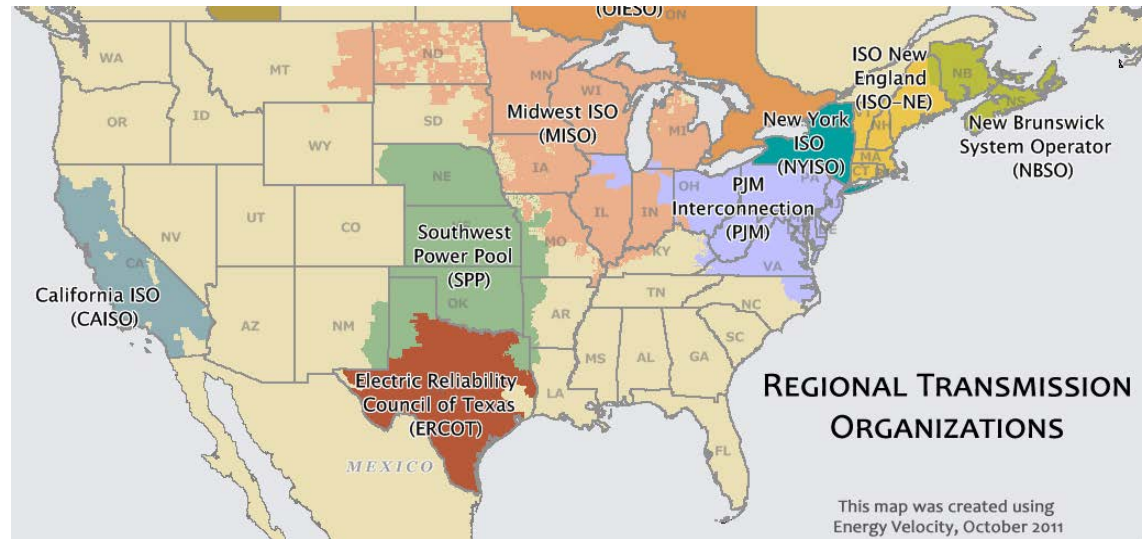 (OIESO)
ON
WA
MT
ND
MN
OR
ID
WY
SD
WI
MI
Midwest ISO
(MISO)
New York
ISO
(NYISO)
ISO New
England
(ISO-NE)
VT
NH
MA
CT
NB
NS
New Brunswick
System Operator
(NBSO)
NE
IA
IL
IN
OH
PA
PJM
Interconnection
(PJM)
NJ
DE
NV
UT
CO
MO
KY
VA
CA
California ISO
(CAISO)
Southwest
Power Pool
(SPP)
AZ
NM
OK
AR
TN
NC
SC
MS
AL
GA
LA
FL
Electric Reliability
Council of Texas
(ERCOT)
MEXICO
REGIONAL TRANSMISSION
ORGANIZATIONS
This map was created using
Energy Velocity, October 2011